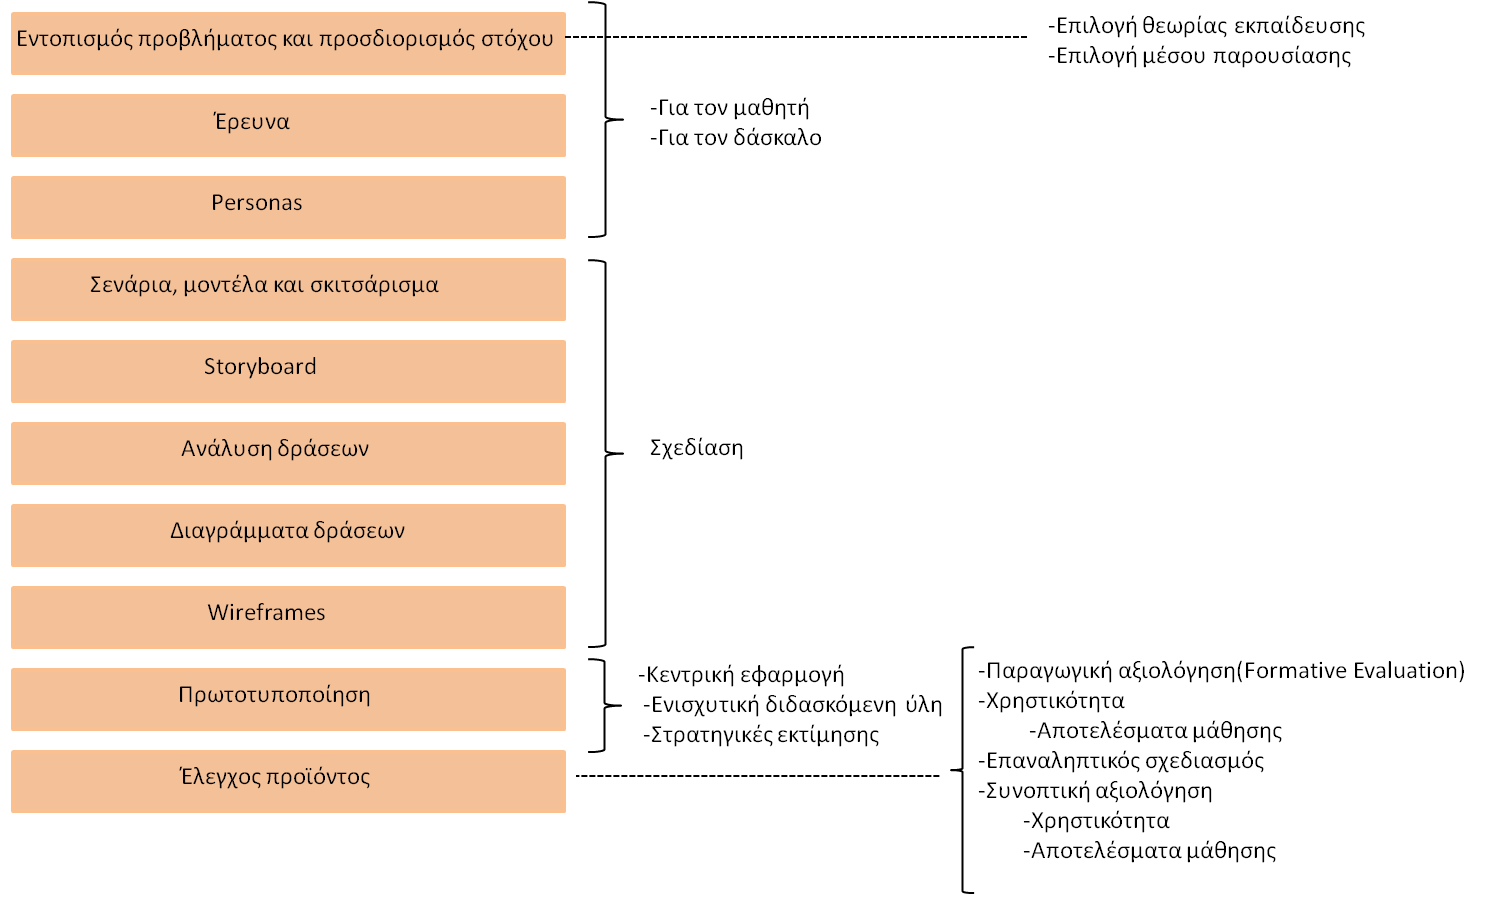 Εντοπισμός προβλήματος και προσδιορισμός στόχου
-Επιλογή θεωρίας εκπαίδευσης
-Επιλογή μέσου παρουσίασης
Έρευνα
-Για τον μαθητή
-Για τον δάσκαλο
Personas
Σενάρια, μοντέλα και σκιτσάρισμα
Storyboard
Ανάλυση δράσεων
Σχεδίαση
Διαγράμματα δράσεων
Wireframes
Πρωτοτυποποίηση
-Κεντρική εφαρμογή
-Ενισχυτική διδασκόμενη ύλη
-Στρατηγικές εκτίμησης
Έλεγχος προϊόντος
-Παραγωγική αξιολόγηση(Formative Evaluation)
-Χρηστικότητα
-Αποτελέσματα μάθησης
-Επαναληπτικός σχεδιασμός
-Συνοπτική αξιολόγηση
-Χρηστικότητα
-Αποτελέσματα μάθησης